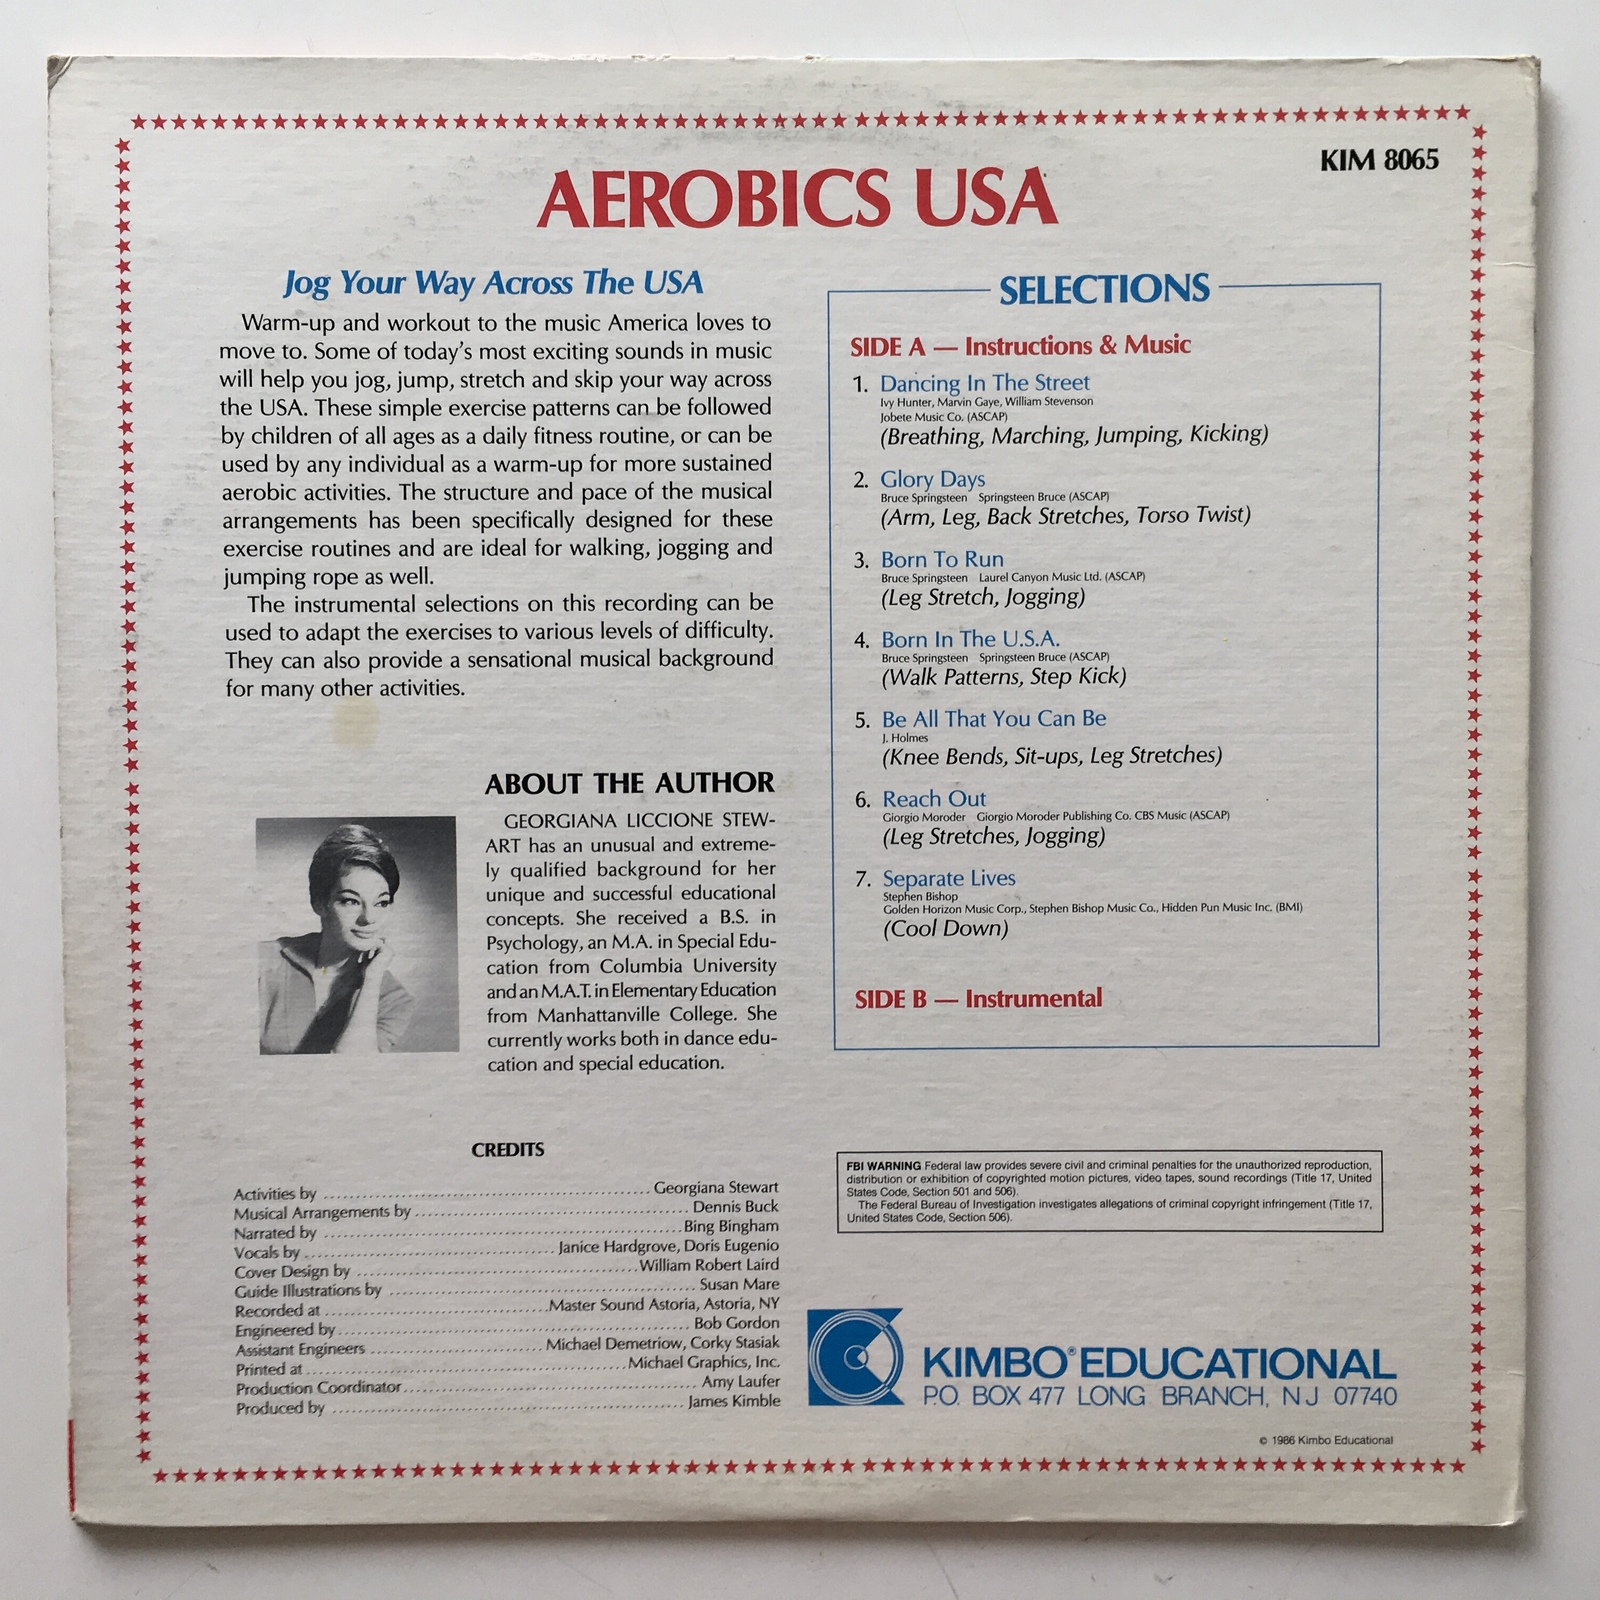 KIM 8065
AEROBICS USA
Jog Your Way Across The USA
Warm-up and workout to the music America loves to
move to. Some of today's most exciting sounds in music
will help you jog, jump, stretch and skip your way across
the USA. These simple exercise patterns can be followed
by children of all ages as a daily fitness routine, or can be
used by any individual as a warm-up for more sustained
aerobic activities. The structure and pace of the musical
arrangements has been specifically designed for these
exercise routines and are ideal for walking, jogging and
jumping rope as well.
The instrumental selections on this recording can be
used to adapt the exercises to various levels of difficulty.
They can also provide a sensational musical background
for many other activities.
ABOUT THE AUTHOR
GEORGIANA LICCIONE STEW-
ART has an unusual and extreme-
ly qualified background for her
unique and successful educational
concepts. She received a B.S. in
Psychology, an M.A. in Special Edu-
cation from Columbia University
and an M.A.T. in Elementary Education
from Manhattanville College. She
currently works both in dance edu-
cation and special education.
CREDITS
Activities by ........ Georgiana Stewart
Musical Arrangements by ........ Dennis Buck
Narrated by ........ Bing Bingham
Vocals by ........ Janice Hardgrove, Doris Eugenio
Cover Design by ........ William Robert Laird
Guide Illustrations by ........ Susan Mare
Recorded at ........ Master Sound Astoria, Astoria, NY
Engineered by ........ Bob Gordon
Assistant Engineers ........ Michael Demetriow, Corky Stasiak
Printed at ........ Michael Graphics, Inc.
Production Coordinator ........ Amy Laufer
Produced by ........ James Kimble
SELECTIONS
SIDE A — Instructions & Music
1. Dancing In The Street
Ivy Hunter, Marvin Gaye, William Stevenson
Jobete Music Co. (ASCAP)
(Breathing, Marching, Jumping, Kicking)
2. Glory Days
Bruce Springsteen Springsteen Bruce (ASCAP)
(Arm, Leg, Back Stretches, Torso Twist)
3. Born To Run
Bruce Springsteen Laurel Canyon Music Ltd. (ASCAP)
(Leg Stretch, Jogging)
4. Born In The U.S.A.
Bruce Springsteen Springsteen Bruce (ASCAP)
(Walk Patterns, Step Kick)
5. Be All That You Can Be
J. Holmes
(Knee Bends, Sit-ups, Leg Stretches)
6. Reach Out
Giorgio Moroder Giorgio Moroder Publishing Co. CBS Music (ASCAP)
(Leg Stretches, Jogging)
7. Separate Lives
Stephen Bishop
Golden Horizon Music Corp., Stephen Bishop Music Co., Hidden Pun Music Inc. (BMI)
(Cool Down)
SIDE B — Instrumental
FBI WARNING Federal law provides severe civil and criminal penalties for the unauthorized reproduction,
distribution or exhibition of copyrighted motion pictures, video tapes, sound recordings (Title 17, United
States Code, Section 501 and 506).
The Federal Bureau of Investigation investigates allegations of criminal copyright infringement (Title 17,
United States Code, Section 506).
KIMBO® EDUCATIONAL
P.O. BOX 477 LONG BRANCH, NJ 07740
© 1986 Kimbo Educational